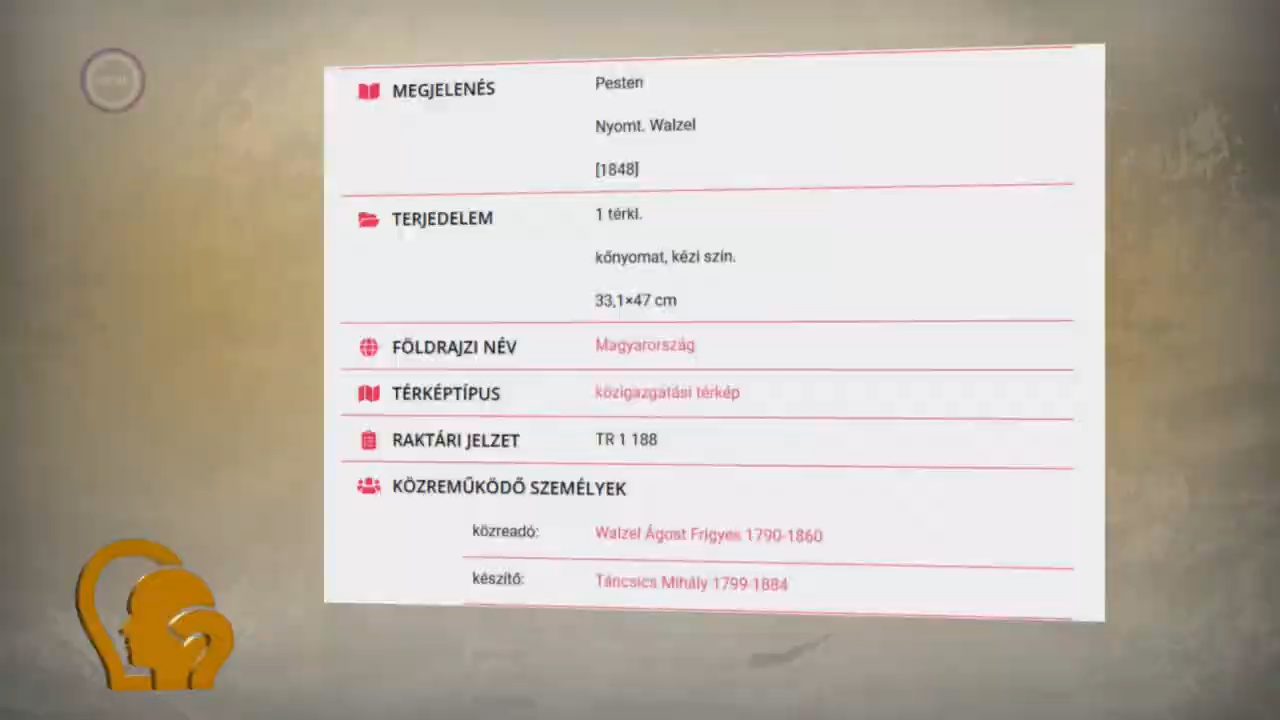 MEGJELENÉS Pesten
Nyomt. Walzel
[1848]
TERJEDELEM 1 térkl.
kőnyomat, kézi szín.
33,1×47 cm
FÖLDRAJZI NÉV Magyarország
TÉRKÉPTÍPUS közigazgatási térkép
RAKTÁRI JELZET TR 1 188
KÖZREMŰKÖDŐ SZEMÉLYEK
közreadó: Walzel Ágost Frigyes 1790-1860
készítő: Táncsics Mihály 1799-1884